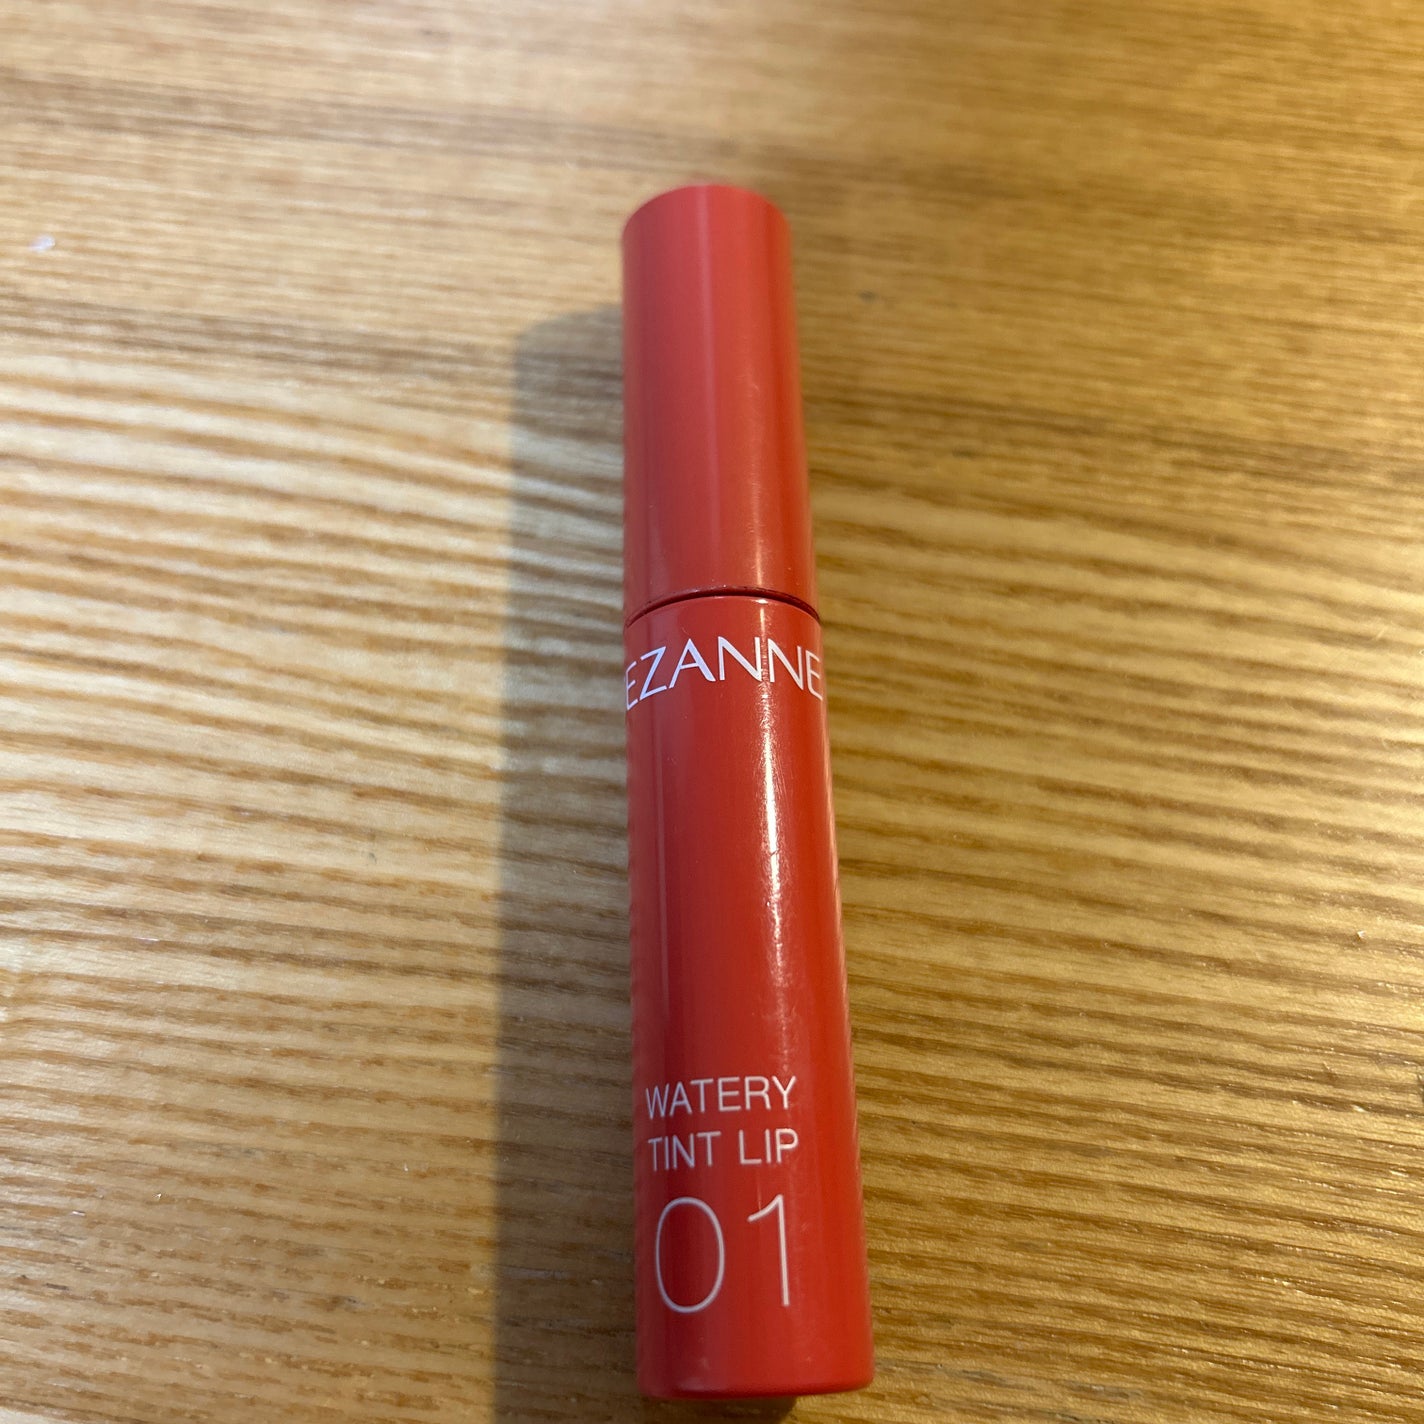 EZANNE
WATERY
TINT LIP
01